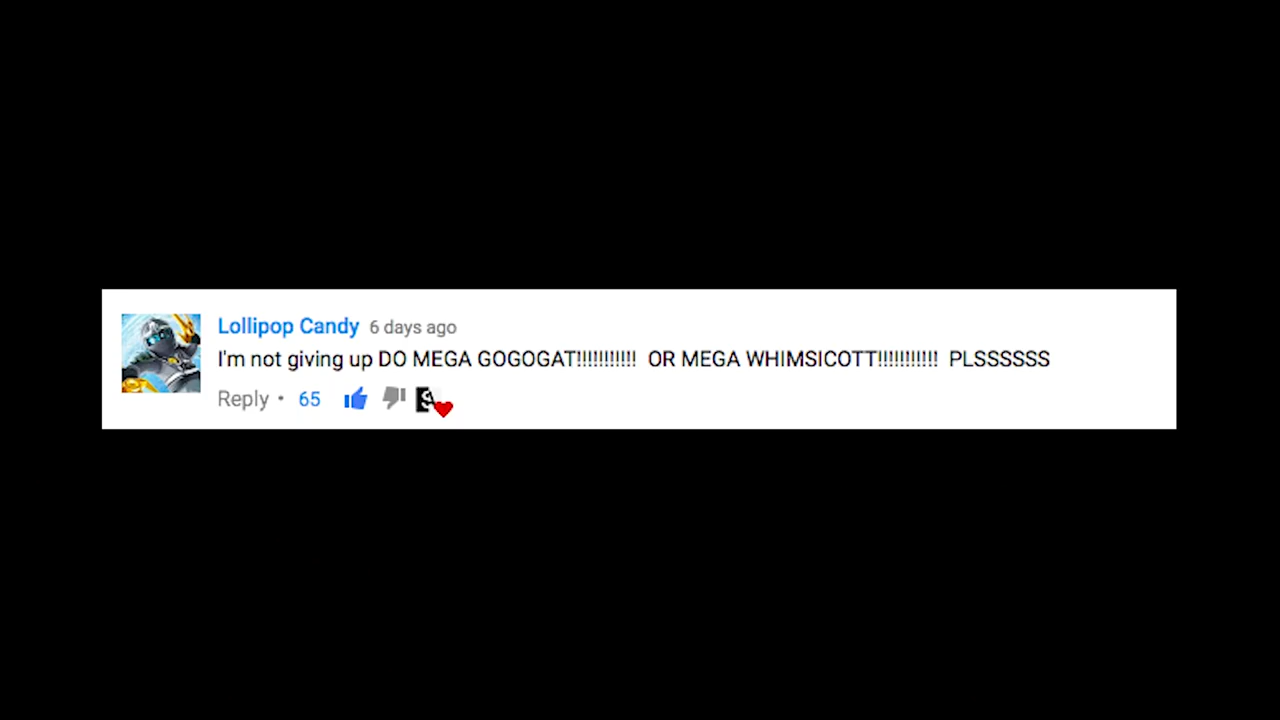 Lollipop Candy 6 days ago
I'm not giving up DO MEGA GOGOGAT!!!!!!!!!!! OR MEGA WHIMSICOTT!!!!!!!!!!! PLSSSSSS
Reply • 65